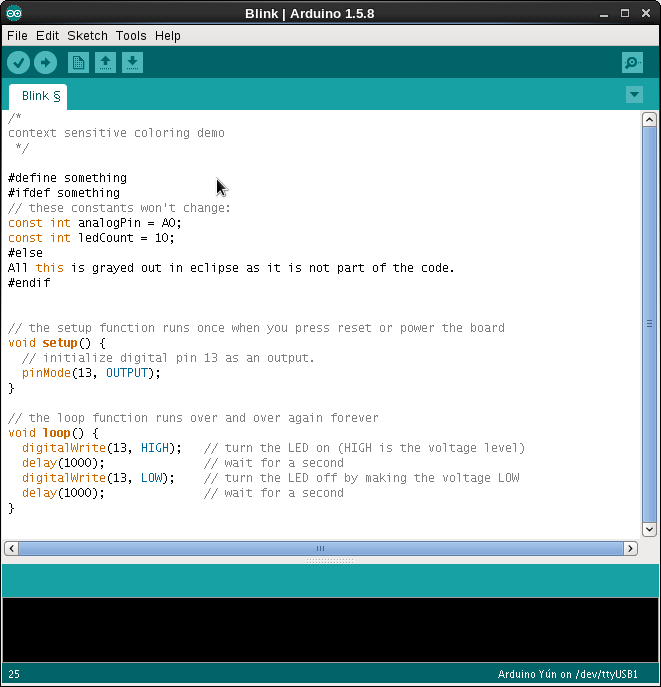 Blink | Arduino 1.5.8
File Edit Sketch Tools Help
Blink §
/*
context sensitive coloring demo
*/
#define something
#ifdef something
// these constants won't change:
const int analogPin = A0;
const int ledCount = 10;
#else
All this is grayed out in eclipse as it is not part of the code.
#endif
// the setup function runs once when you press reset or power the board
void setup() {
// initialize digital pin 13 as an output.
pinMode(13, OUTPUT);
}
// the loop function runs over and over again forever
void loop() {
digitalWrite(13, HIGH); // turn the LED on (HIGH is the voltage level)
delay(1000); // wait for a second
digitalWrite(13, LOW); // turn the LED off by making the voltage LOW
delay(1000); // wait for a second
}
25 Arduino Yún on /dev/ttyUSB1